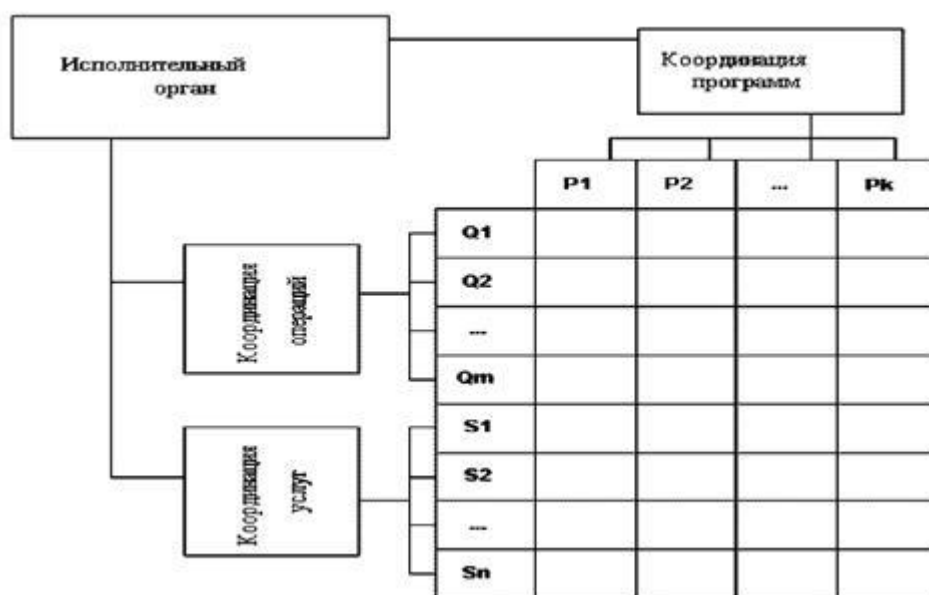 Исполнительный
орган
Координация
программ
P1 P2 ... Pk
Q1
Q2
...
Qm
S1
S2
...
Sn
Координация
операций
Координация
услуг